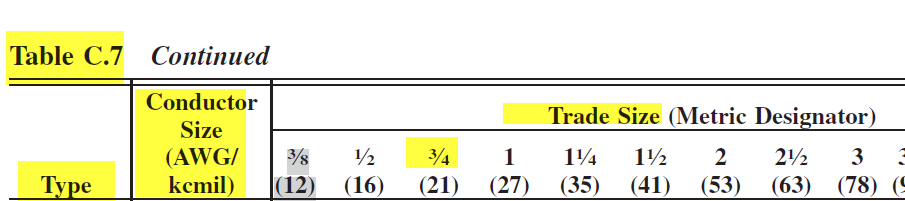 Table C.7 Continued
Conductor
Size
(AWG/
kcmil)
Type
Trade Size (Metric Designator)
⅜ ½ ¾ 1 1¼ 1½ 2 2½ 3
(12) (16) (21) (27) (35) (41) (53) (63) (78)